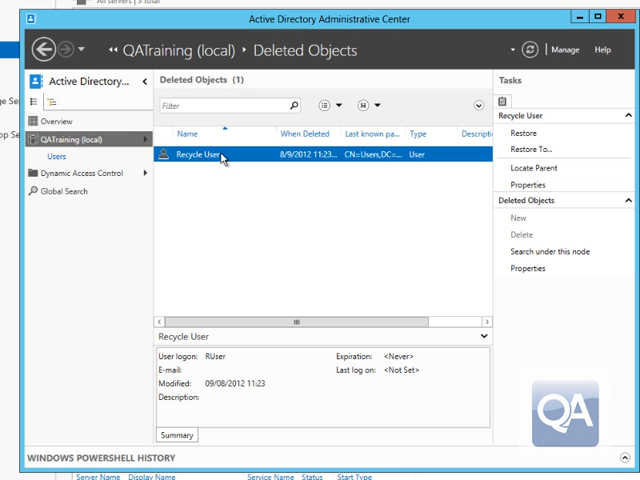 All servers | 5 total
Active Directory Administrative Center
QATraining (local) Deleted Objects
Manage
Help
Active Directory...
Overview
QATraining (local)
Users
Dynamic Access Control
Global Search
Deleted Objects (1)
Filter
Name When Deleted Last known pa... Type Descripti
Recycle User 8/9/2012 11:23... CN=Users,DC=... User
Recycle User
User logon: RUser Expiration: <Never>
E-mail: Last log on: <Not Set>
Modified: 09/08/2012 11:23
Description:
Summary
Tasks
Recycle User
Restore
Restore To...
Locate Parent
Properties
Deleted Objects
New
Delete
Search under this node
Properties
QA
WINDOWS POWERSHELL HISTORY
Server Name Display Name Service Name Status Start Type